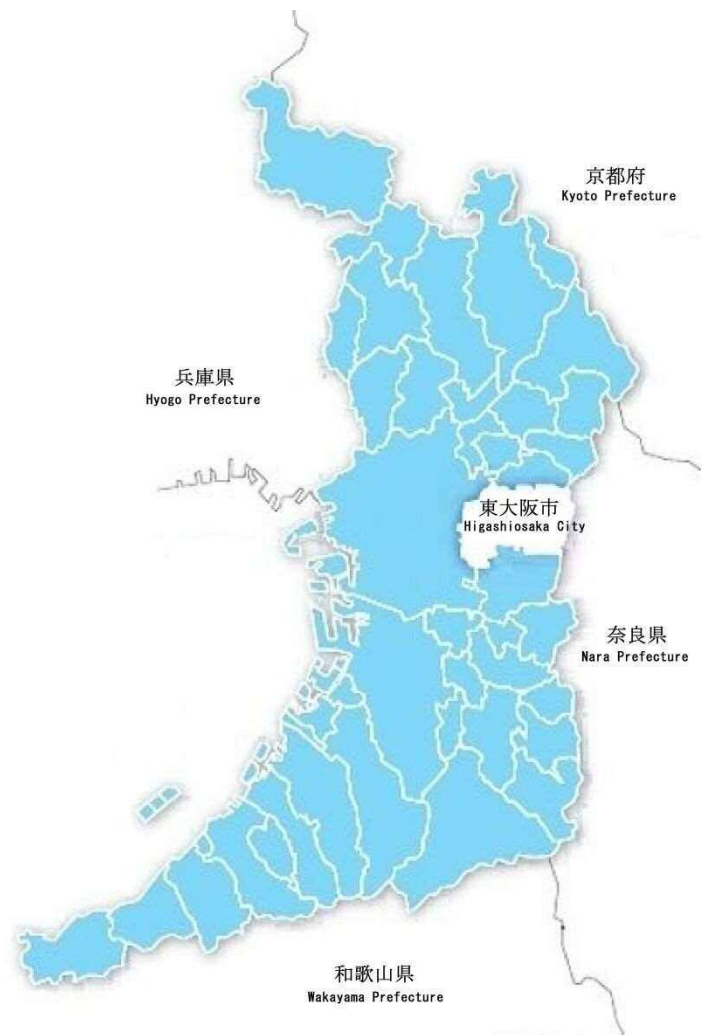 京都府
Kyoto Prefecture
兵庫県
Hyogo Prefecture
東大阪市
Higashiosaka City
奈良県
Nara Prefecture
和歌山県
Wakayama Prefecture